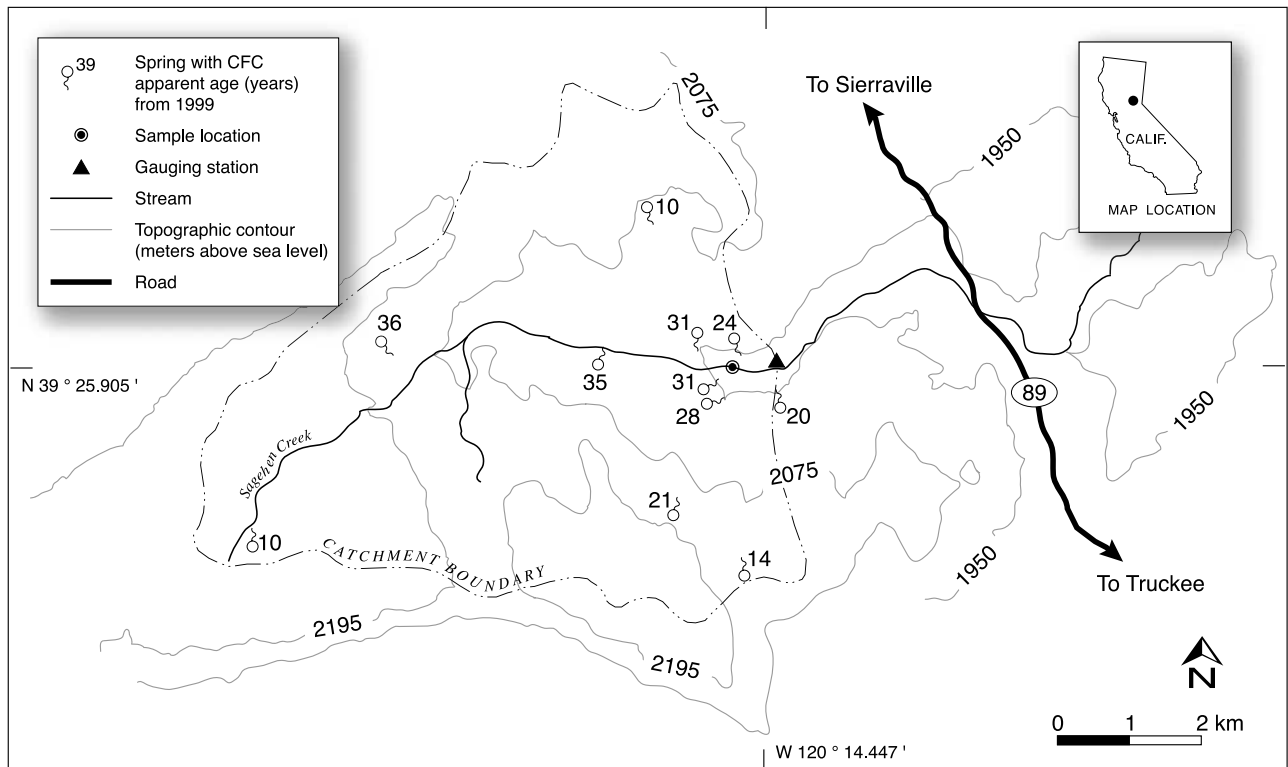 39
Spring with CFC
apparent age (years)
from 1999
Sample location
Gauging station
Stream
Topographic contour
(meters above sea level)
Road
2075
To Sierraville
1950
CALIF.
MAP LOCATION
10
36
31
24
35
31
28
20
N 39 ° 25.905 '
89
1950
Sagehen Creek
2075
21
10
14
CATCHMENT BOUNDARY
1950
To Truckee
2195
2195
N
0 1 2 km
W 120 ° 14.447 '